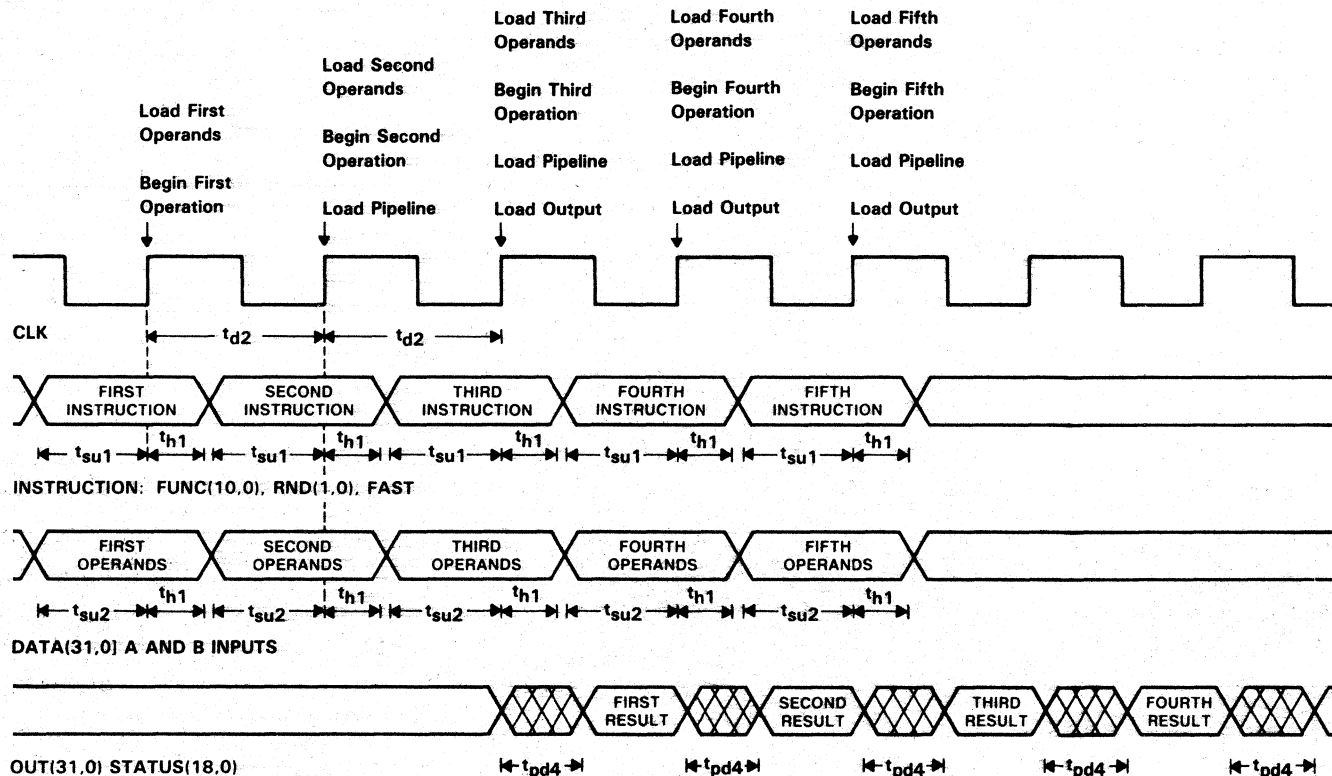 Load First
Operands
Begin First
Operation
Load Second
Operands
Begin Second
Operation
Load Pipeline
Load Third
Operands
Begin Third
Operation
Load Pipeline
Load Output
Load Fourth
Operands
Begin Fourth
Operation
Load Pipeline
Load Output
Load Fifth
Operands
Begin Fifth
Operation
Load Pipeline
Load Output
CLK
td2 td2
FIRST
INSTRUCTION
SECOND
INSTRUCTION
THIRD
INSTRUCTION
FOURTH
INSTRUCTION
FIFTH
INSTRUCTION
tsu1 th1 tsu1 th1 tsu1 th1 tsu1 th1 tsu1 th1
INSTRUCTION: FUNC(10,0), RND(1,0), FAST
FIRST
OPERANDS
SECOND
OPERANDS
THIRD
OPERANDS
FOURTH
OPERANDS
FIFTH
OPERANDS
tsu2 th1 tsu2 th1 tsu2 th1 tsu2 th1 tsu2 th1
DATA(31,0] A AND B INPUTS
FIRST
RESULT
SECOND
RESULT
THIRD
RESULT
FOURTH
RESULT
OUT(31,0) STATUS(18,0)
tpd4 tpd4 tpd4 tpd4 tpd4